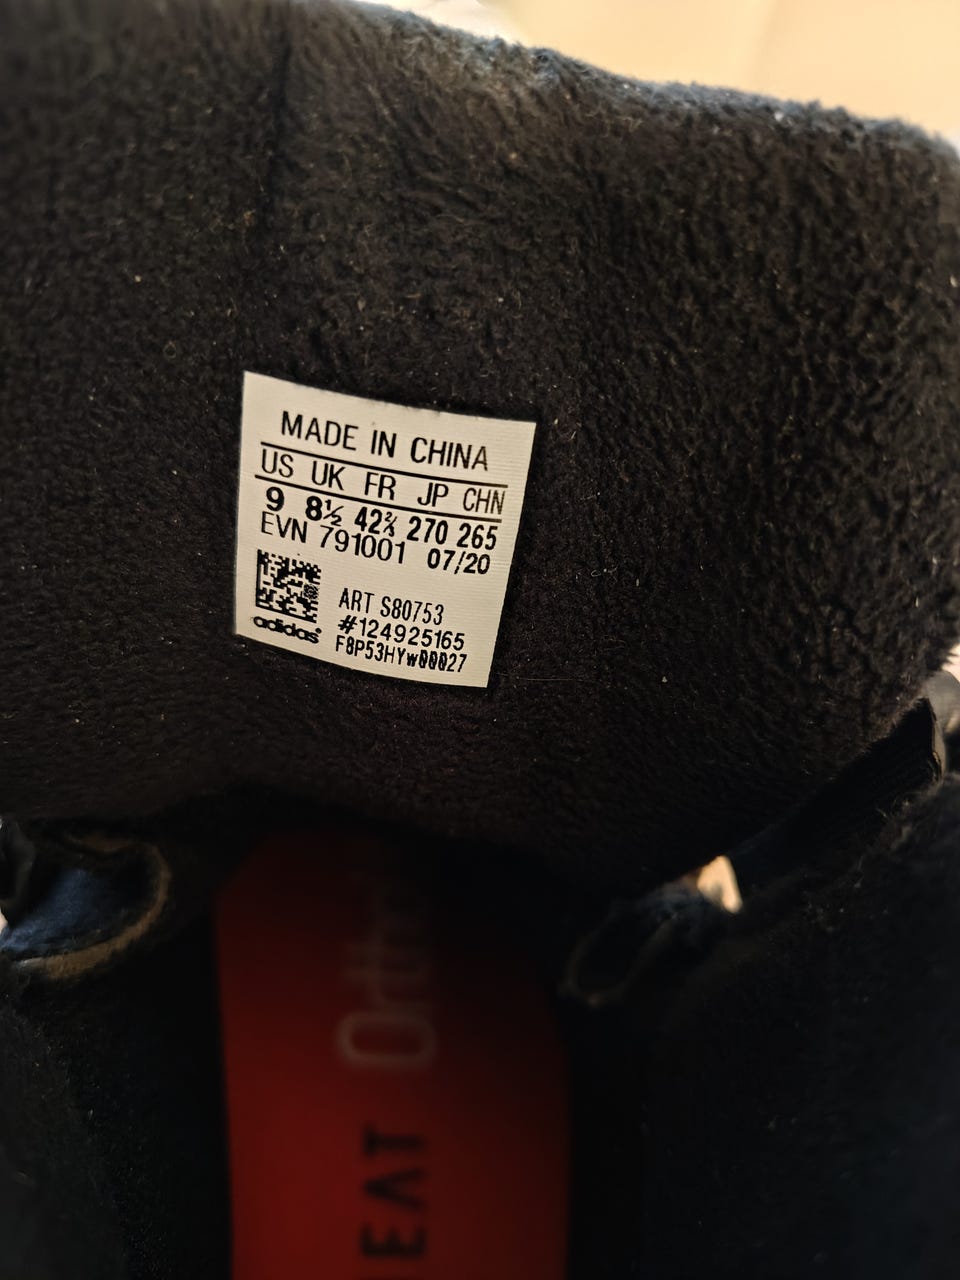 MADE IN CHINA
US UK FR JP CHN
9 8½ 42⅔ 270 265
EVN 791001 07/20
ART S80753
#124925165
F8P53HYw00027
adidas
Orth